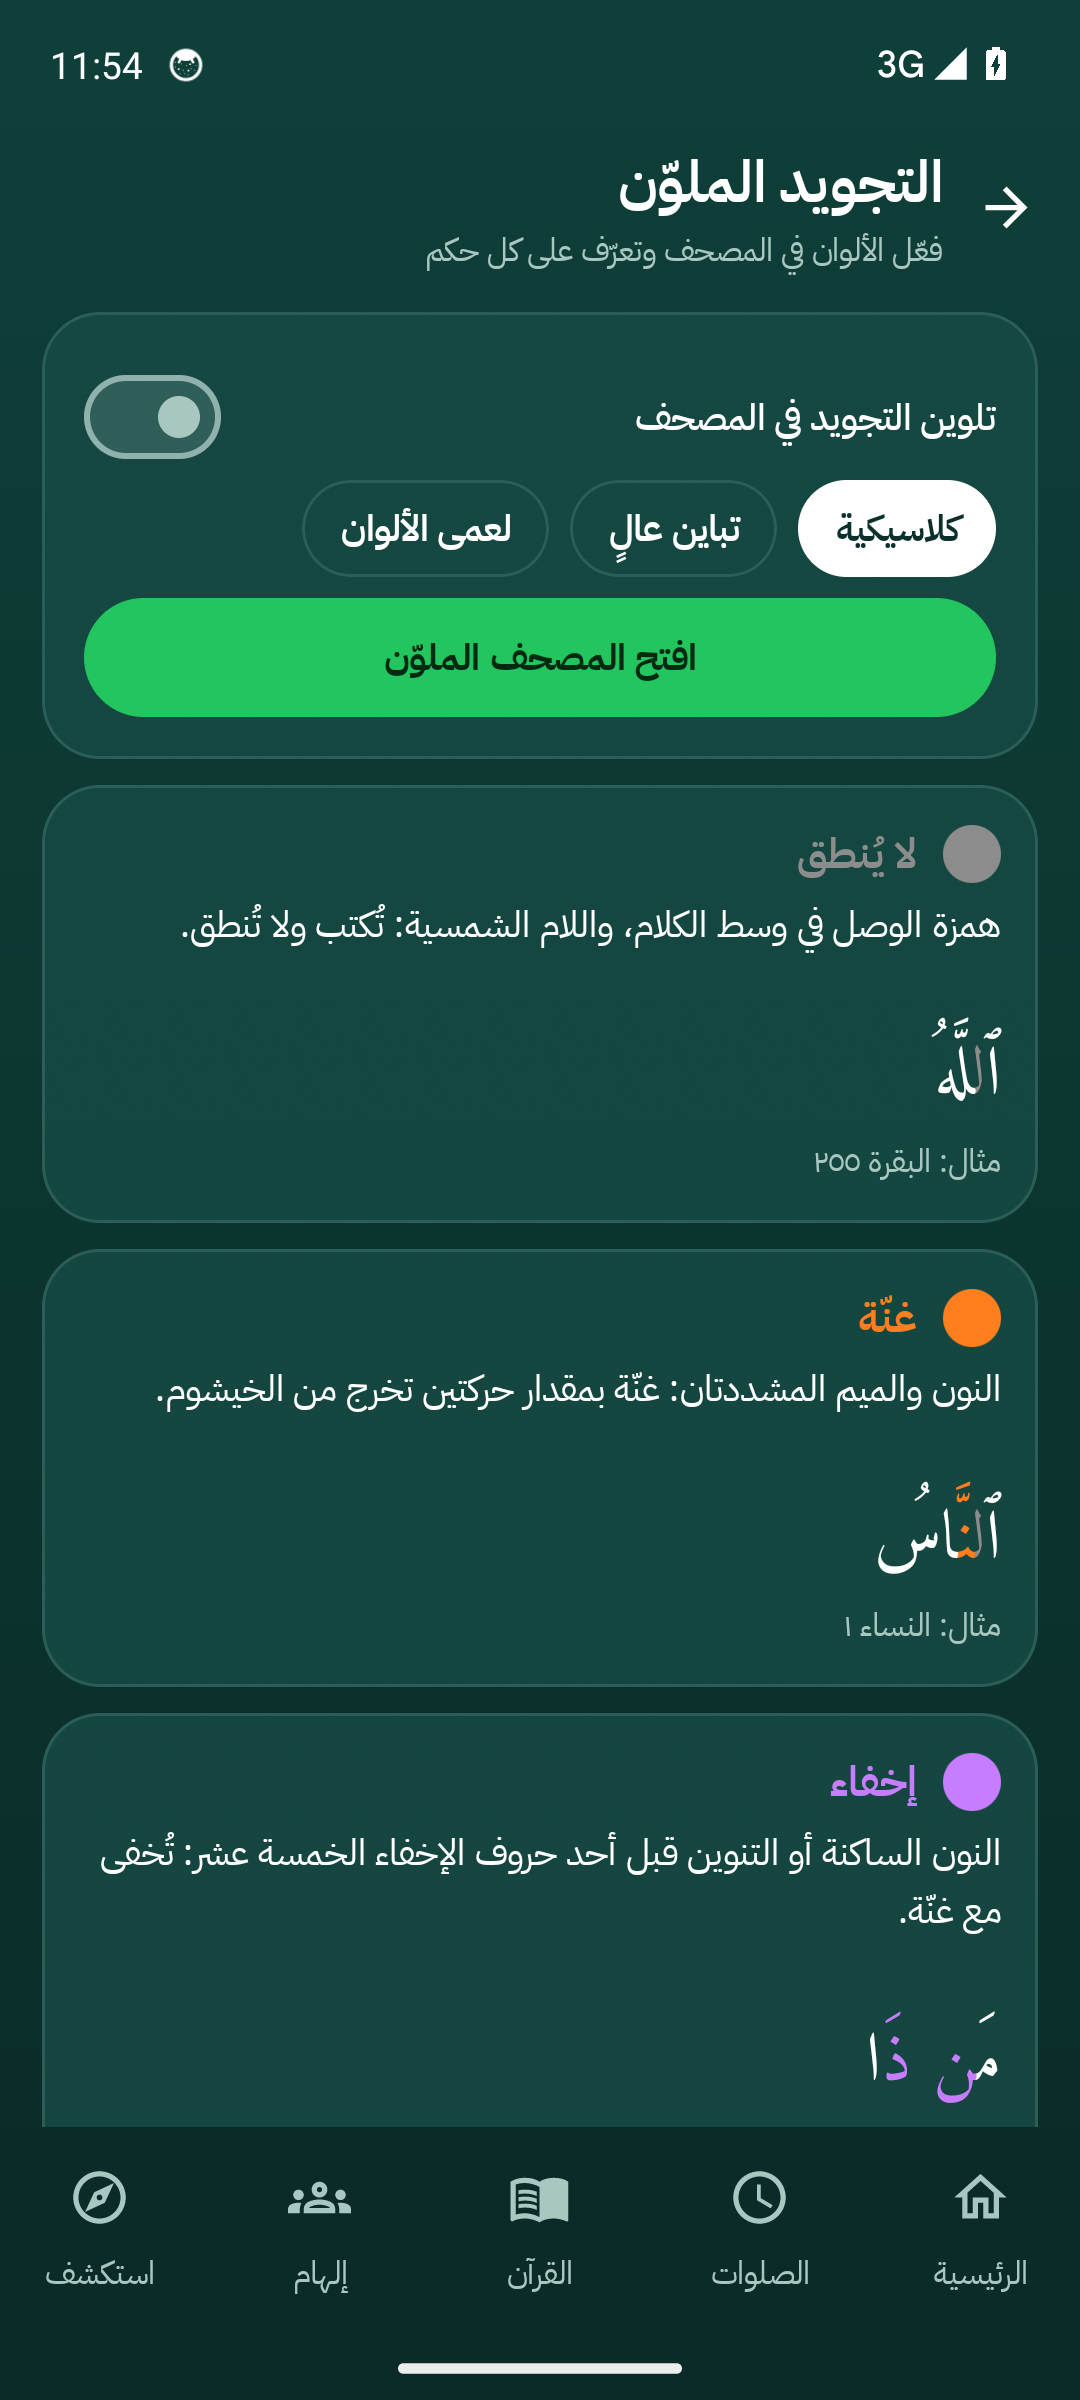 11:54
3G
التجويد الملوّن
فعّل الألوان في المصحف وتعرّف على كل حكم
تلوين التجويد في المصحف
كلاسيكية
تباين عالٍ
لعمى الألوان
افتح المصحف الملوّن
لا يُنطق
همزة الوصل في وسط الكلام، واللام الشمسية: تُكتب ولا تُنطق.
ٱللَّهُ
مثال: البقرة ٢٥٥
غنّة
النون والميم المشددتان: غنّة بمقدار حركتين تخرج من الخيشوم.
ٱلنَّاسُ
مثال: النساء ١
إخفاء
النون الساكنة أو التنوين قبل أحد حروف الإخفاء الخمسة عشر: تُخفى
مع غنّة.
مَن ذَا
الرئيسية
الصلوات
القرآن
إلهام
استكشف